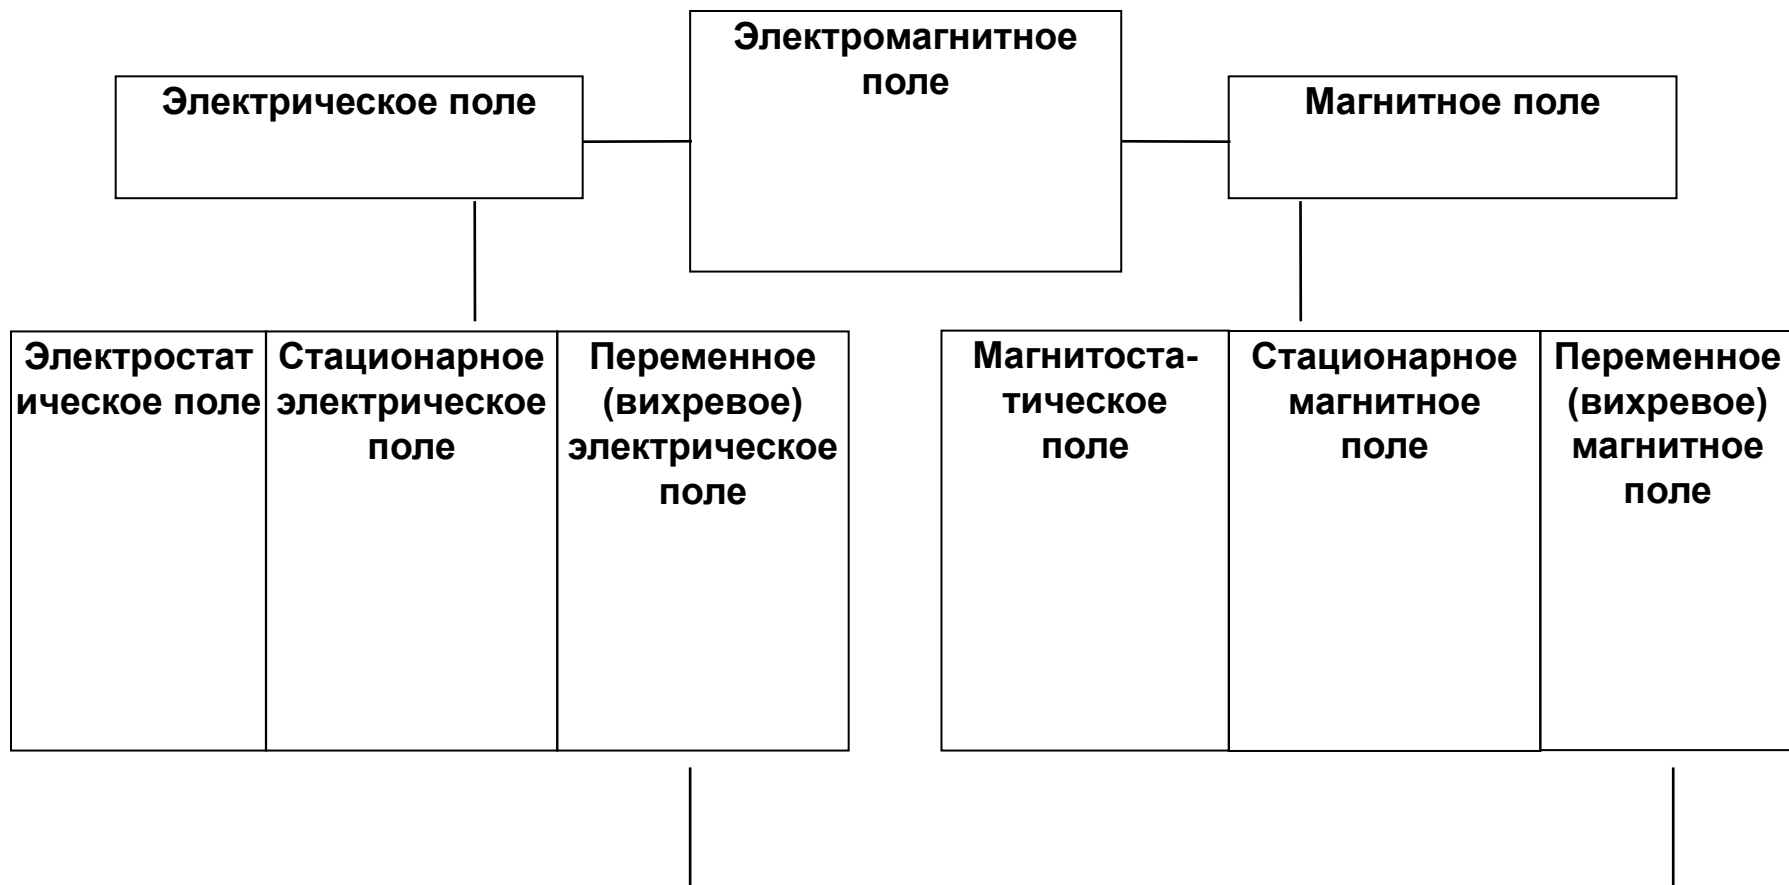 Электромагнитное
поле
Электрическое поле
Магнитное поле
Электростат
ическое поле
Стационарное
электрическое
поле
Переменное
(вихревое)
электрическое
поле
Магнитоста-
тическое
поле
Стационарное
магнитное
поле
Переменное
(вихревое)
магнитное
поле